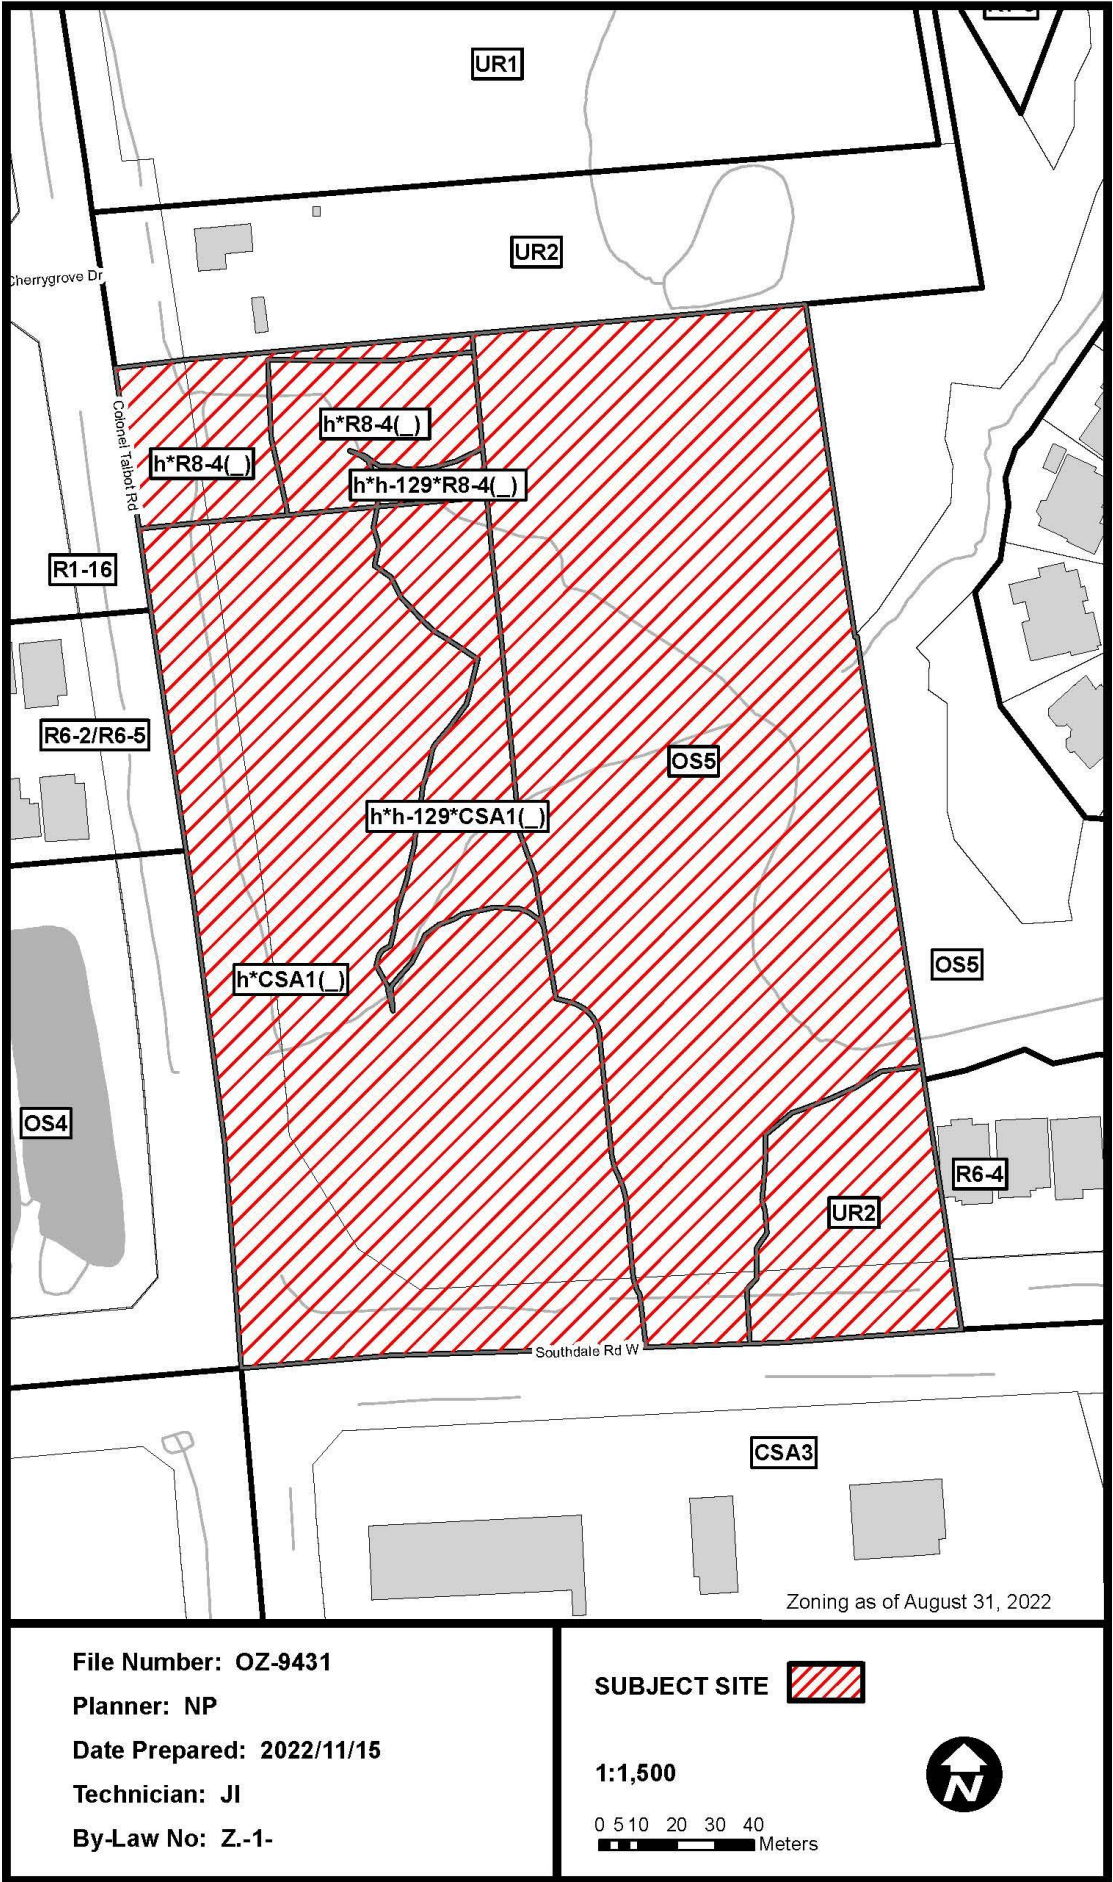 UR1
UR2
Cherrygrove Dr
Colonel Talbot Rd
h*R8-4(_)
h*R8-4(_)
h*h-129*R8-4(_)
R1-16
R6-2/R6-5
OS5
h*h-129*CSA1(_)
h*CSA1(_)
OS5
OS4
R6-4
UR2
Southdale Rd W
CSA3
Zoning as of August 31, 2022
File Number: OZ-9431
Planner: NP
Date Prepared: 2022/11/15
Technician: JI
By-Law No: Z.-1-
SUBJECT SITE
1:1,500
N
0 5 10 20 30 40
Meters